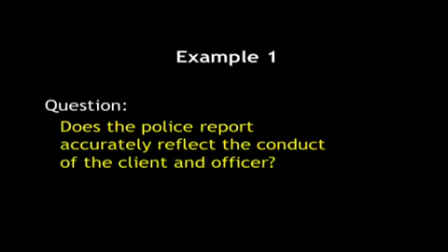 Example 1
Question:
Does the police report
accurately reflect the conduct
of the client and officer?